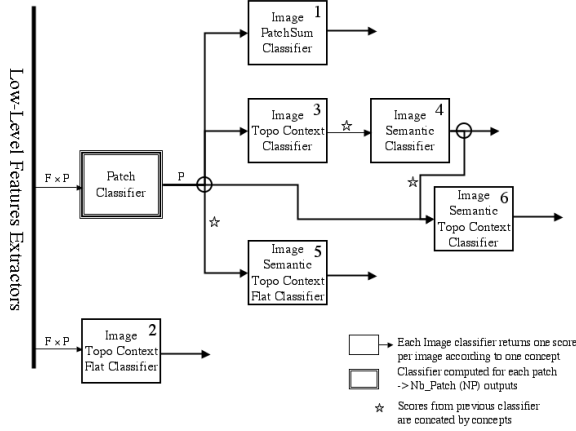 Low-Level Features Extractors
Image 1
PatchSum
Classifier
Image 3
Topo Context
Classifier
Image 4
Semantic
Classifier
F × P
Patch
Classifier
P
Image 6
Semantic
Topo Context
Classifier
Image 5
Semantic
Topo Context
Flat Classifier
F × P
Image 2
Topo Context
Flat Classifier
Each Image classifier returns one score
per image according to one concept
Classifier computed for each patch
-> Nb_Patch (NP) outputs
☆ Scores from previous classifier
are concated by concepts